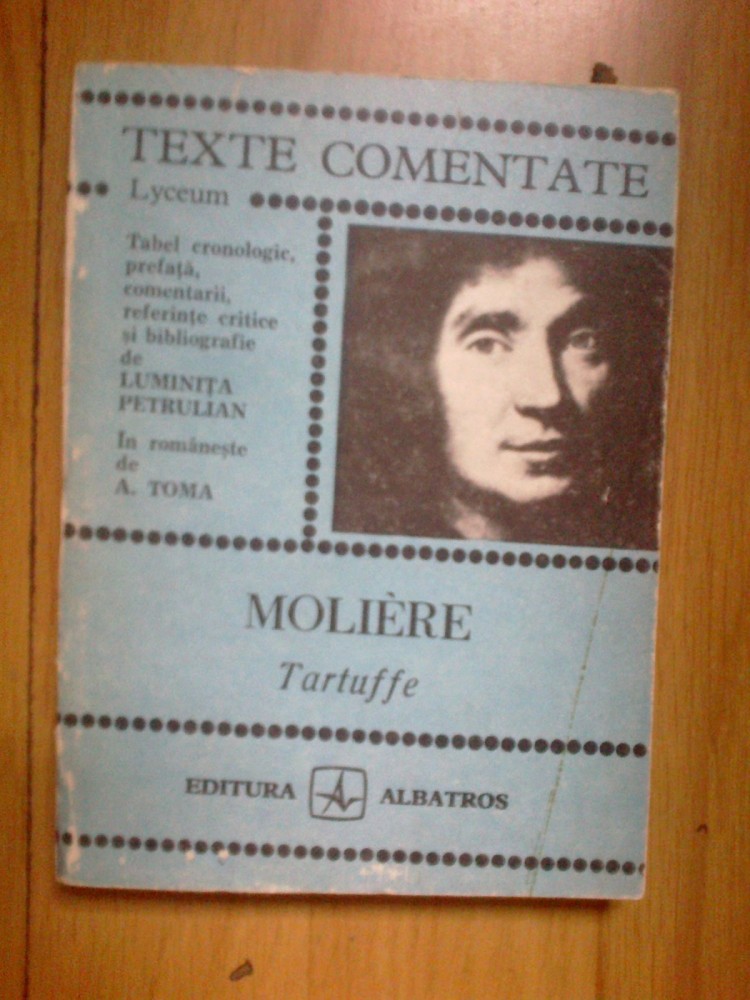 TEXTE COMENTATE
Lyceum
Tabel cronologic,
prefață,
comentarii,
referințe critice
și bibliografie
de
LUMINIȚA
PETRULIAN
În românește
de
A. TOMA
MOLIÈRE
Tartuffe
EDITURA ALBATROS